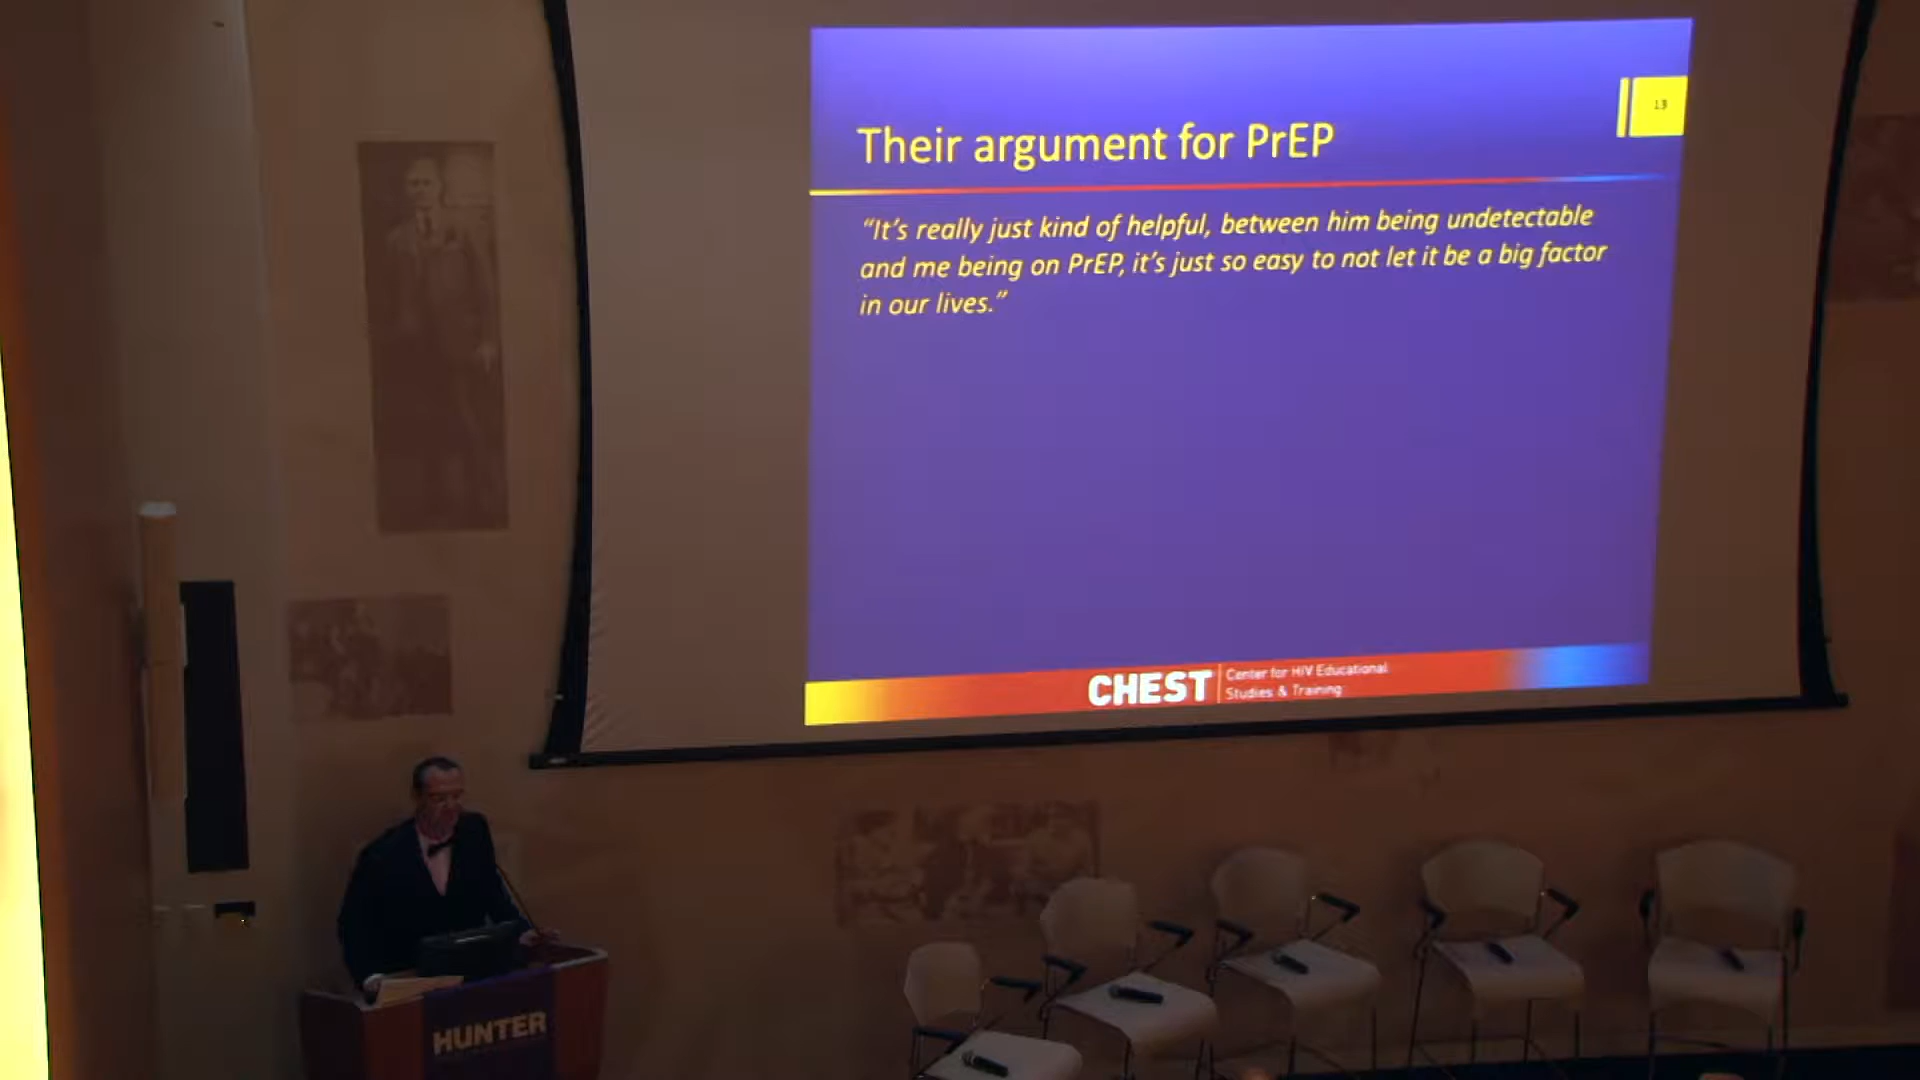 13
Their argument for PrEP
“It’s really just kind of helpful, between him being undetectable
and me being on PrEP, it’s just so easy to not let it be a big factor
in our lives.”
CHEST
Center for HIV Educational
Studies & Training
HUNTER